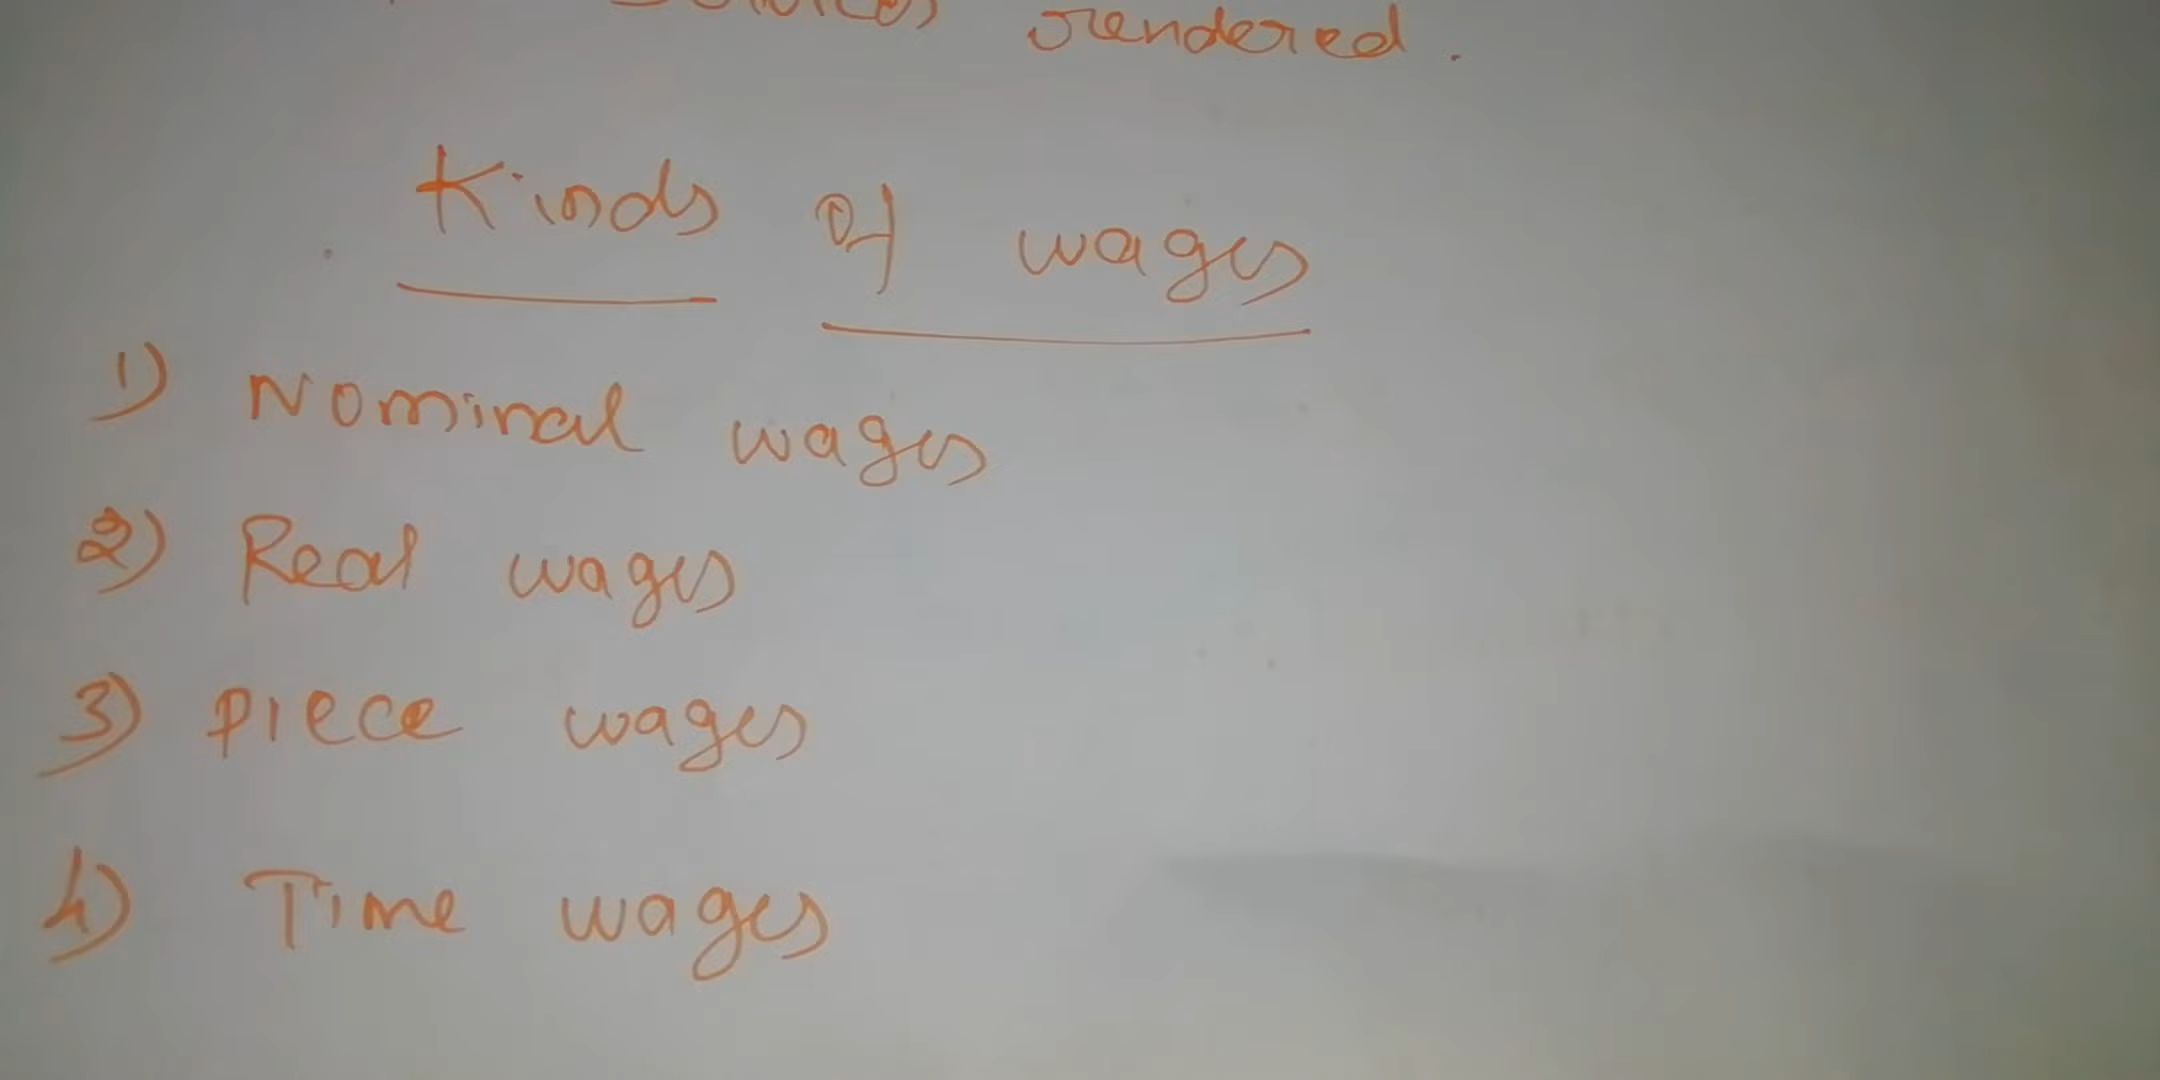 rendered.
Kinds of wages
1) Nominal wages
2) Real wages
3) Piece wages
4) Time wages